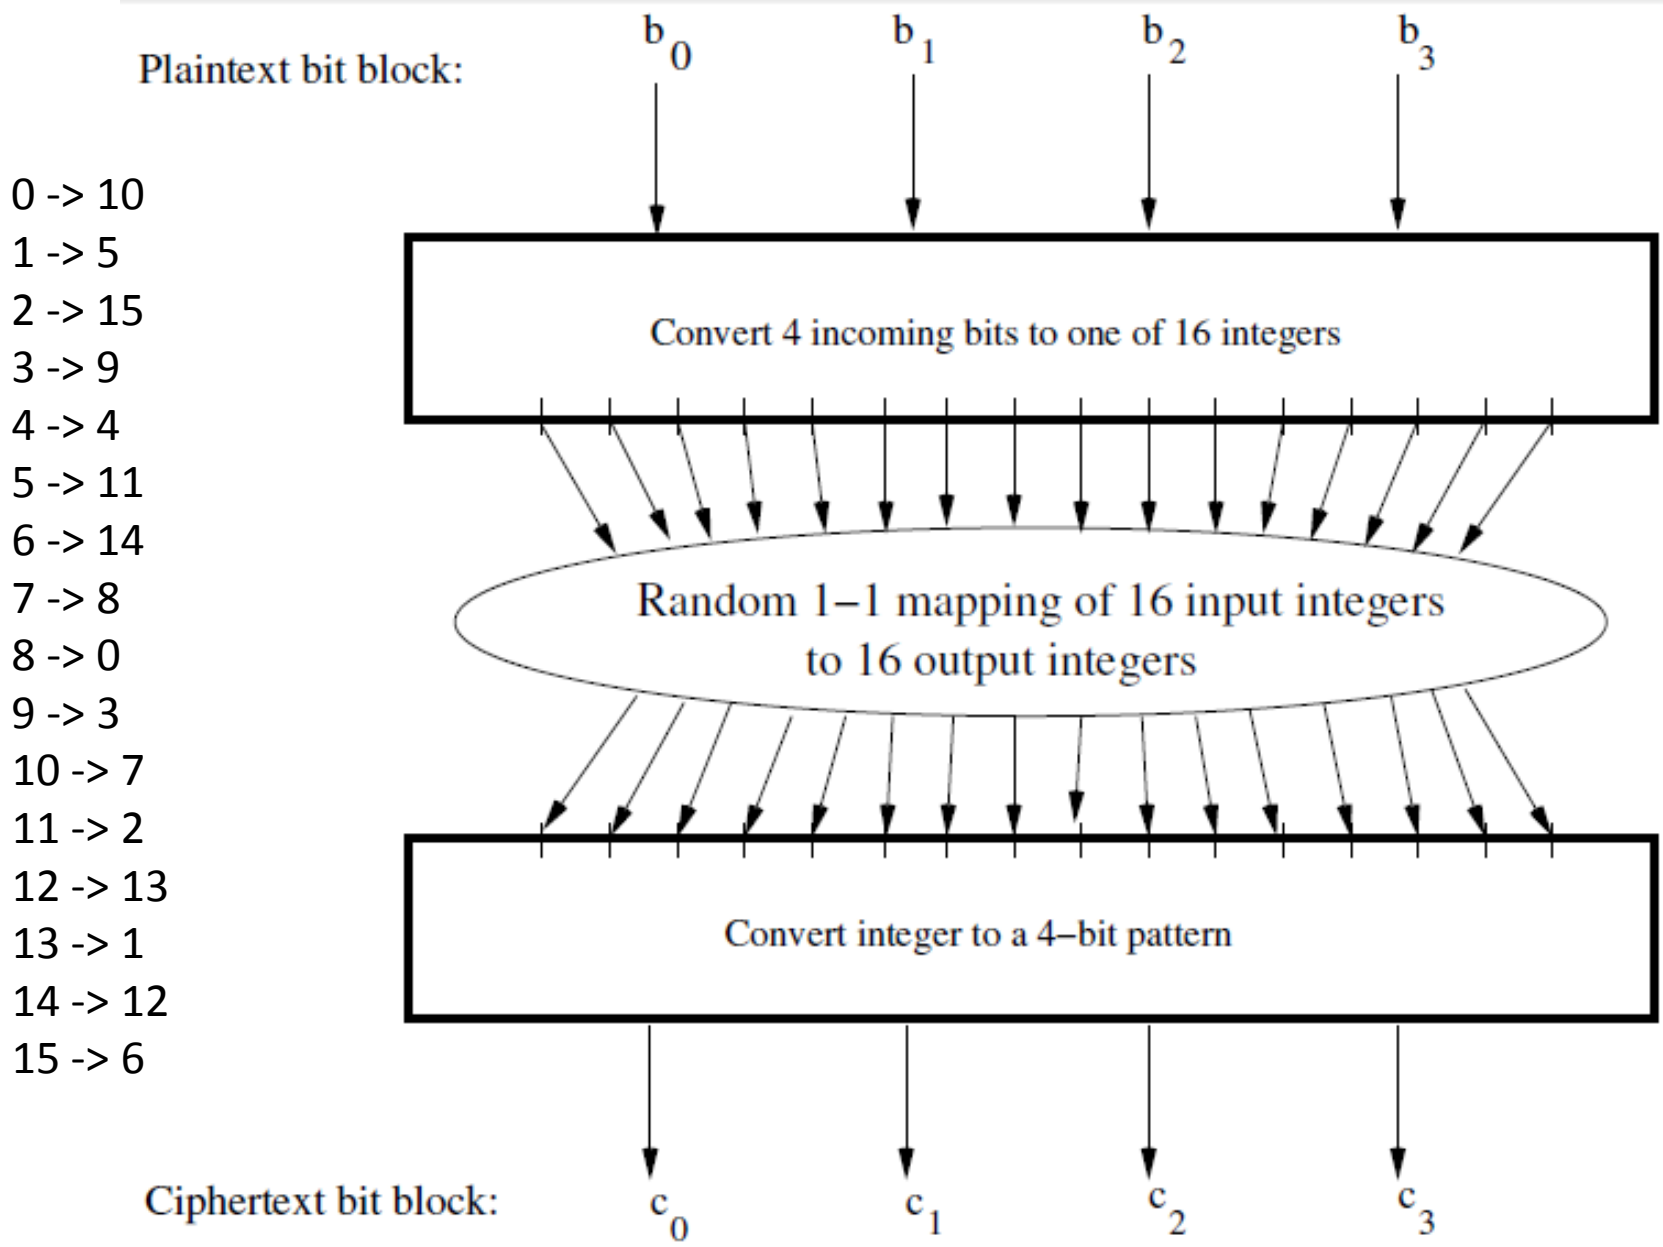 b0 b1 b2 b3
Plaintext bit block:
0 -> 10
1 -> 5
2 -> 15
3 -> 9
4 -> 4
5 -> 11
6 -> 14
7 -> 8
8 -> 0
9 -> 3
10 -> 7
11 -> 2
12 -> 13
13 -> 1
14 -> 12
15 -> 6
Convert 4 incoming bits to one of 16 integers
Random 1–1 mapping of 16 input integers
to 16 output integers
Convert integer to a 4–bit pattern
Ciphertext bit block:
c0 c1 c2 c3